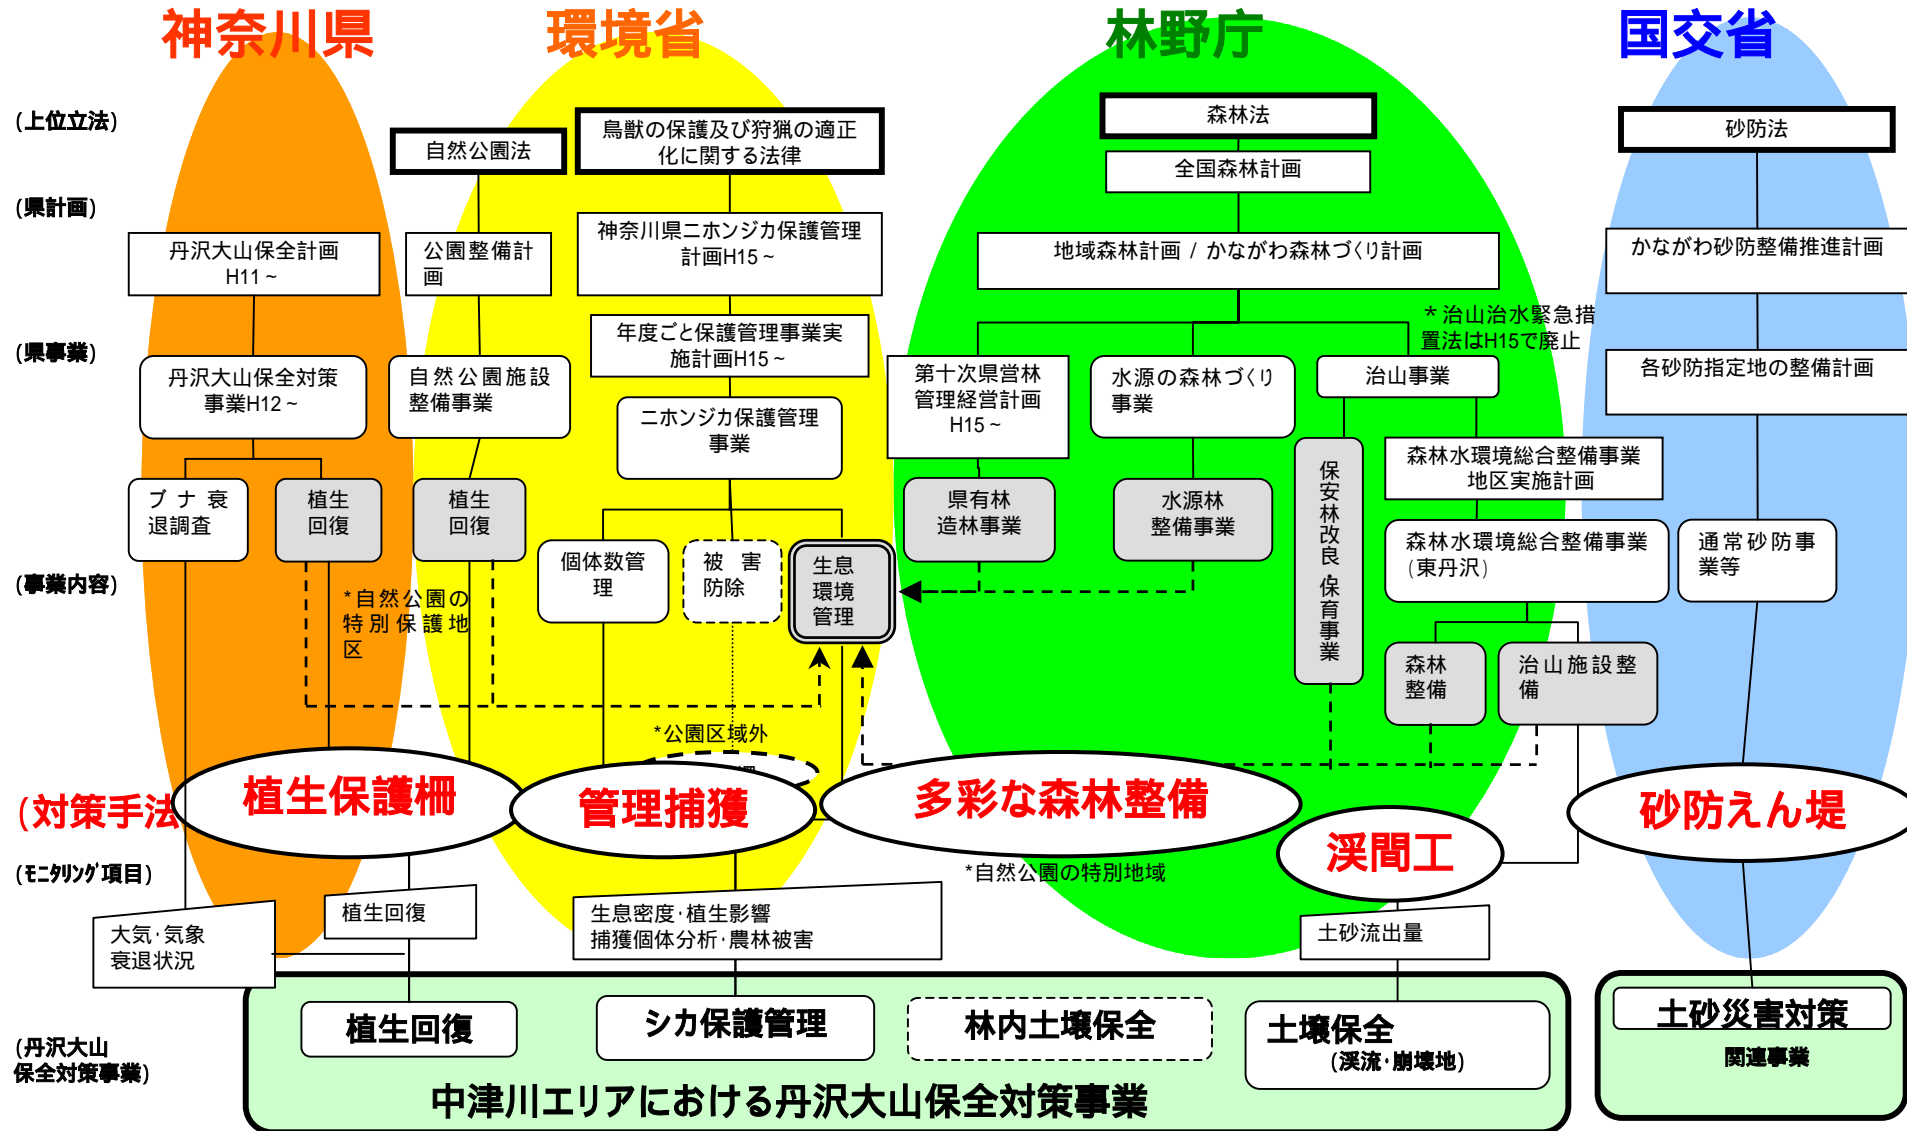 神奈川県
環境省
林野庁
国交省
(上位立法)
自然公園法
鳥獣の保護及び狩猟の適正
化に関する法律
森林法
砂防法
全国森林計画
(県計画)
丹沢大山保全計画
H11～
公園整備計
画
神奈川県ニホンジカ保護管理
計画H15～
地域森林計画 / かながわ森林づくり計画
かながわ砂防整備推進計画
(県事業)
年度ごと保護管理事業実
施計画H15～
*治山治水緊急措
置法はH15で廃止
丹沢大山保全対策
事業H12～
自然公園施設
整備事業
ニホンジカ保護管理
事業
第十次県営林
管理経営計画
H15～
水源の森林づくり
事業
治山事業
各砂防指定地の整備計画
森林水環境総合整備事業
地区実施計画
(事業内容)
ブナ衰
退調査
植生
回復
植生
回復
個体数管
理
被害
防除
生息
環境
管理
県有林
造林事業
水源林
整備事業
保安林改良・保育事業
森林水環境総合整備事業
(東丹沢)
通常砂防事
業等
*自然公園の
特別保護地
区
森林
整備
治山施設整
備
*公園区域外
(対策手法
植生保護柵
管理捕獲
多彩な森林整備
渓間工
砂防えん堤
*自然公園の特別地域
(モニタリング項目)
大気・気象
衰退状況
植生回復
生息密度・植生影響
捕獲個体分析・農林被害
土砂流出量
(丹沢大山
保全対策事業)
植生回復
シカ保護管理
林内土壌保全
土壌保全
(渓流・崩壊地)
土砂災害対策
関連事業
中津川エリアにおける丹沢大山保全対策事業